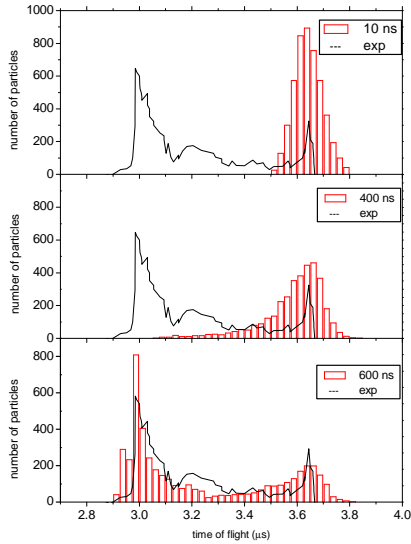 1000
800
600
400
200
0
number of particles
10 ns
--- exp
800
600
400
200
0
number of particles
400 ns
--- exp
800
600
400
200
0
number of particles
600 ns
--- exp
2.8 3.0 3.2 3.4 3.6 3.8 4.0
time of flight (μs)